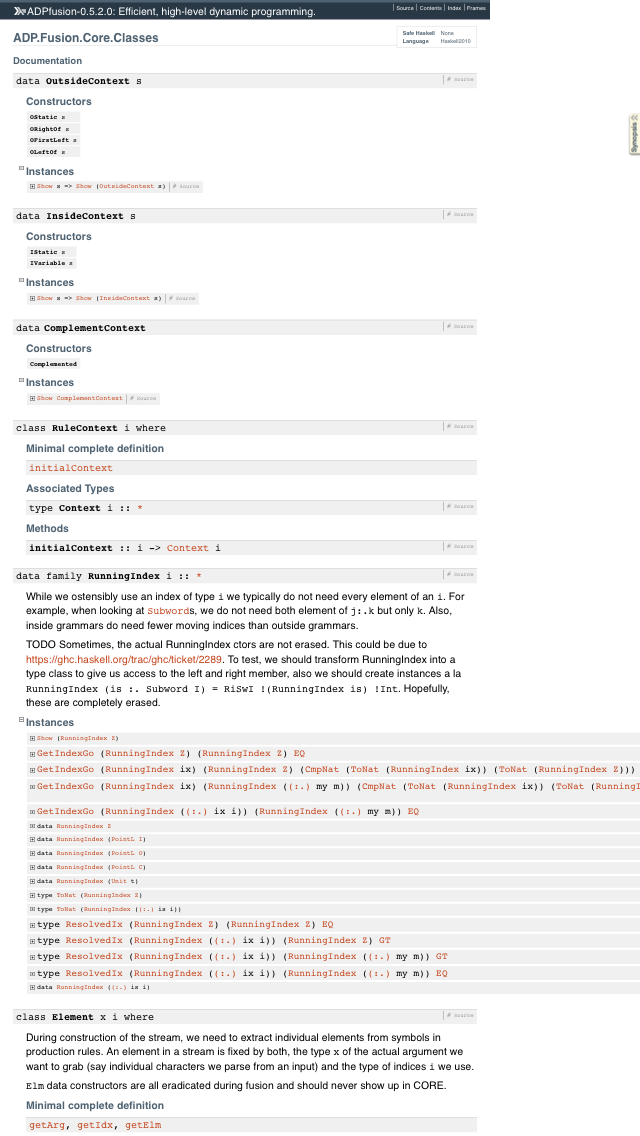 ADPfusion-0.5.2.0: Efficient, high-level dynamic programming.
Source | Contents | Index | Frames
Safe Haskell None
Language Haskell2010
ADP.Fusion.Core.Classes
Synopsis
Documentation
data OutsideContext s
# Source
Constructors
OStatic s
ORightOf s
OFirstLeft s
OLeftOf s
Instances
Show s => Show (OutsideContext s) # Source
data InsideContext s
# Source
Constructors
IStatic s
IVariable s
Instances
Show s => Show (InsideContext s) # Source
data ComplementContext
# Source
Constructors
Complemented
Instances
Show ComplementContext # Source
class RuleContext i where
# Source
Minimal complete definition
initialContext
Associated Types
type Context i :: *
# Source
Methods
initialContext :: i -> Context i
# Source
data family RunningIndex i :: *
# Source
While we ostensibly use an index of type i we typically do not need every element of an i. For
example, when looking at Subwords, we do not need both element of j:.k but only k. Also,
inside grammars do need fewer moving indices than outside grammars.
TODO Sometimes, the actual RunningIndex ctors are not erased. This could be due to
https://ghc.haskell.org/trac/ghc/ticket/2289. To test, we should transform RunningIndex into a
type class to give us access to the left and right member, also we should create instances a la
RunningIndex (is :. Subword I) = RiSwI !(RunningIndex is) !Int. Hopefully,
these are completely erased.
Instances
Show (RunningIndex Z)
GetIndexGo (RunningIndex Z) (RunningIndex Z) EQ
GetIndexGo (RunningIndex ix) (RunningIndex Z) (CmpNat (ToNat (RunningIndex ix)) (ToNat (RunningIndex Z)))
GetIndexGo (RunningIndex ix) (RunningIndex ((:.) my m)) (CmpNat (ToNat (RunningIndex ix)) (ToNat (RunningI
GetIndexGo (RunningIndex ((:.) ix i)) (RunningIndex ((:.) my m)) EQ
data RunningIndex Z
data RunningIndex (PointL I)
data RunningIndex (PointL O)
data RunningIndex (PointL C)
data RunningIndex (Unit t)
type ToNat (RunningIndex Z)
type ToNat (RunningIndex ((:.) is i))
type ResolvedIx (RunningIndex Z) (RunningIndex Z) EQ
type ResolvedIx (RunningIndex ((:.) ix i)) (RunningIndex Z) GT
type ResolvedIx (RunningIndex ((:.) ix i)) (RunningIndex ((:.) my m)) GT
type ResolvedIx (RunningIndex ((:.) ix i)) (RunningIndex ((:.) my m)) EQ
data RunningIndex ((:.) is i)
class Element x i where
# Source
During construction of the stream, we need to extract individual elements from symbols in
production rules. An element in a stream is fixed by both, the type x of the actual argument we
want to grab (say individual characters we parse from an input) and the type of indices i we use.
Elm data constructors are all eradicated during fusion and should never show up in CORE.
Minimal complete definition
getArg, getIdx, getElm